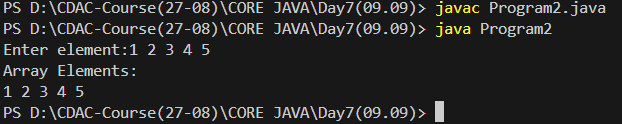 PS D:\CDAC-Course(27-08)\CORE JAVA\Day7(09.09)> javac Program2.java
PS D:\CDAC-Course(27-08)\CORE JAVA\Day7(09.09)> java Program2
Enter element:1 2 3 4 5
Array Elements:
1 2 3 4 5
PS D:\CDAC-Course(27-08)\CORE JAVA\Day7(09.09)>